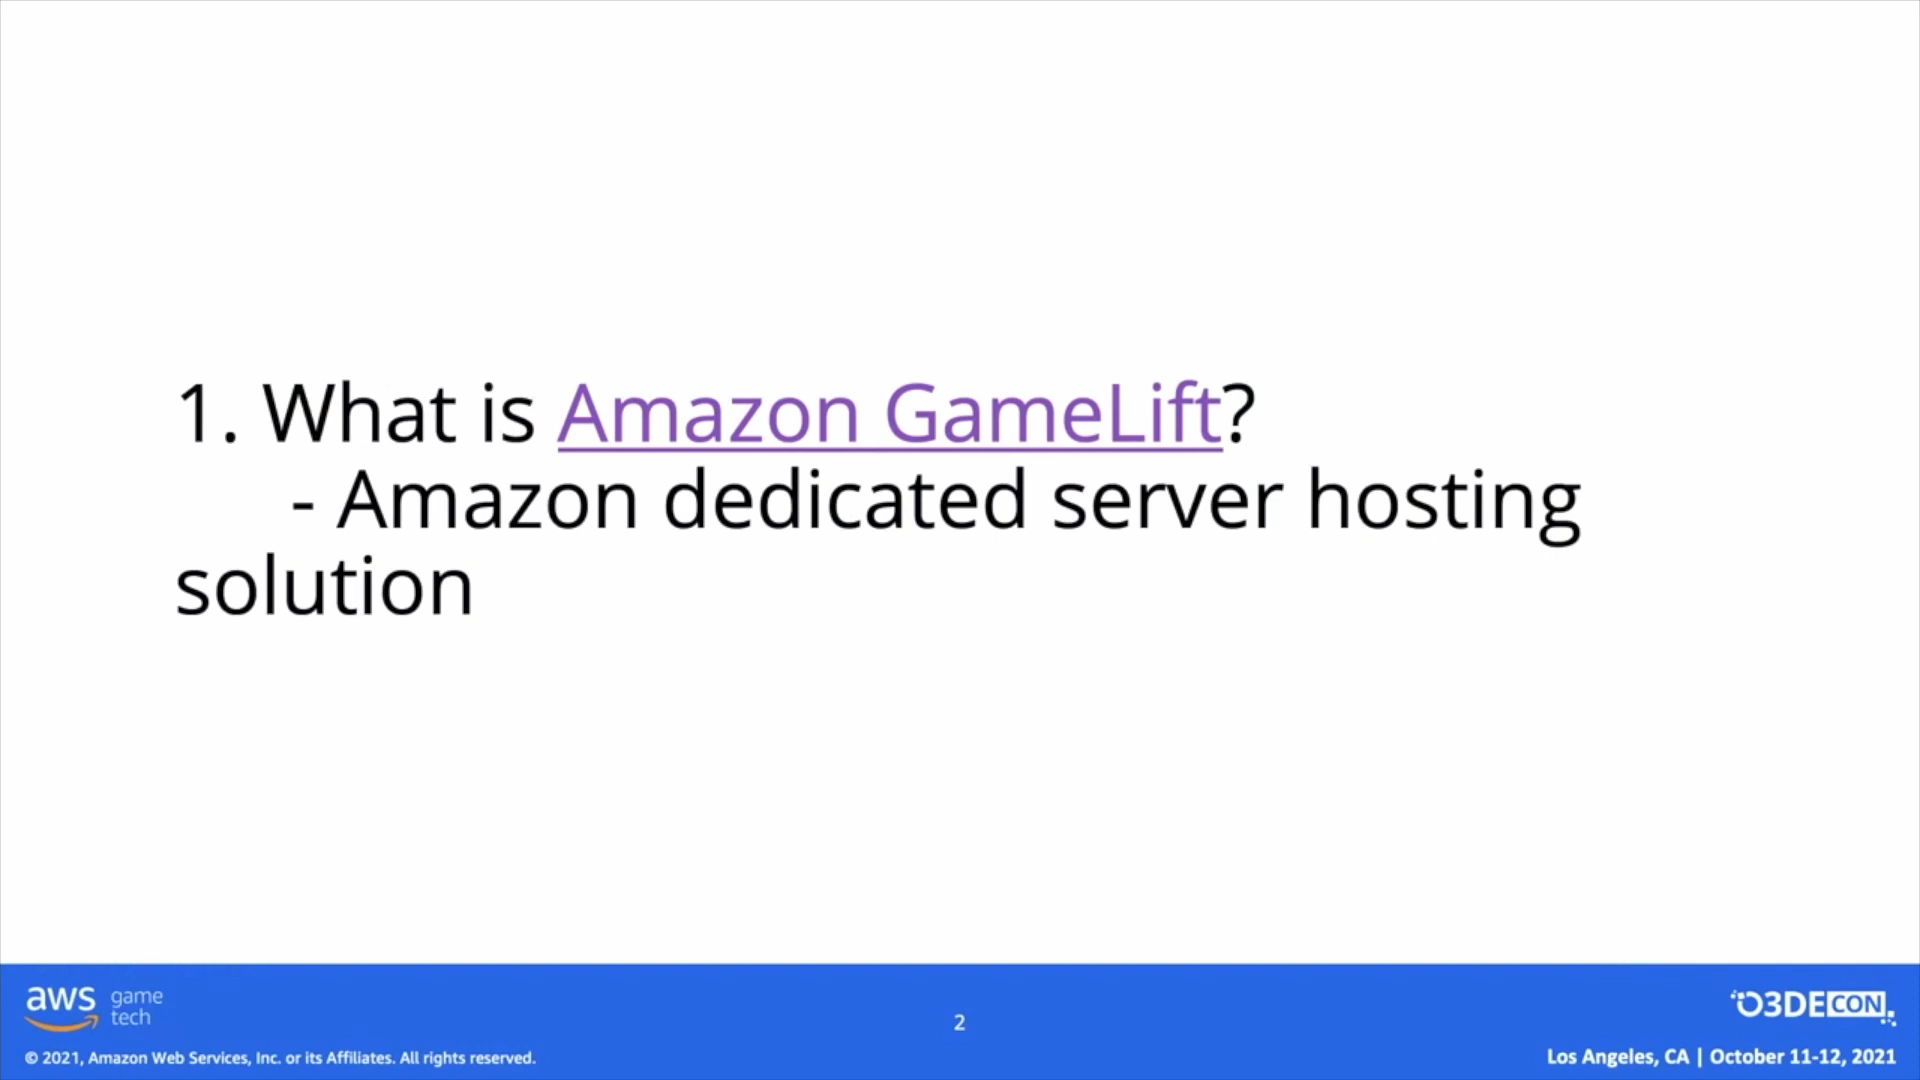 1. What is Amazon GameLift?
- Amazon dedicated server hosting
solution
aws game
tech
2
O3DECON
© 2021, Amazon Web Services, Inc. or its Affiliates. All rights reserved.
Los Angeles, CA | October 11-12, 2021